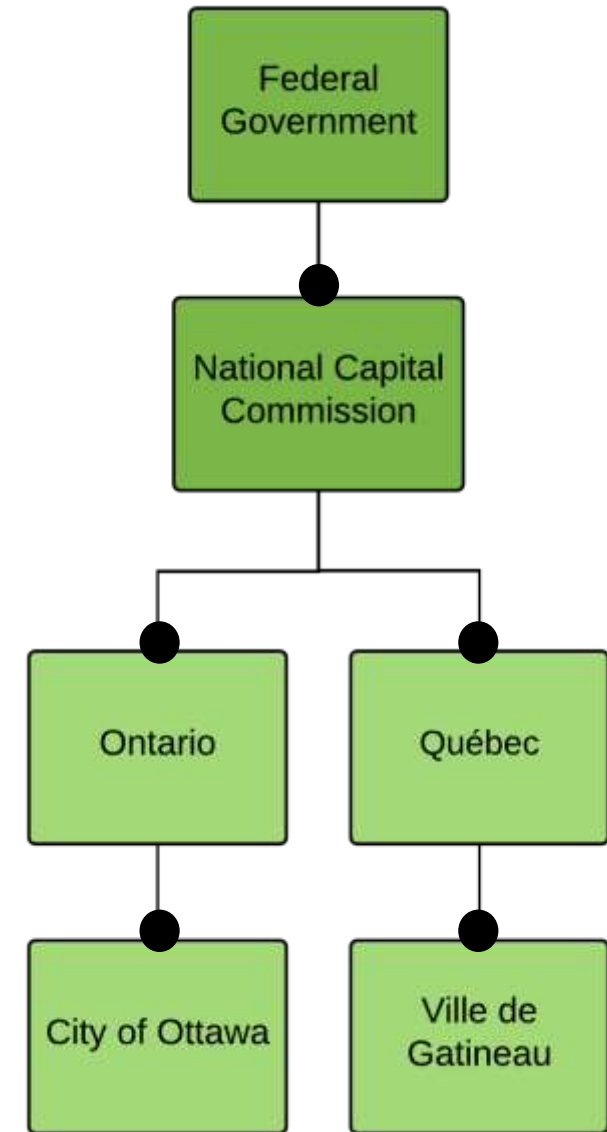 Federal
Government
National Capital
Commission
Ontario
Québec
City of Ottawa
Ville de
Gatineau